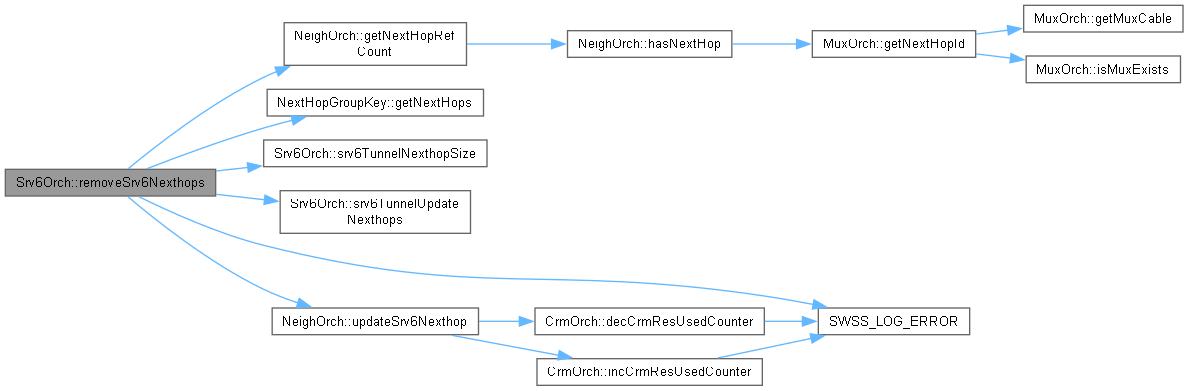 NeighOrch::getNextHopRef
Count
NeighOrch::hasNextHop
MuxOrch::getNextHopId
MuxOrch::getMuxCable
MuxOrch::isMuxExists
NextHopGroupKey::getNextHops
Srv6Orch::srv6TunnelNexthopSize
Srv6Orch::removeSrv6Nexthops
Srv6Orch::srv6TunnelUpdate
Nexthops
NeighOrch::updateSrv6Nexthop
CrmOrch::decCrmResUsedCounter
SWSS_LOG_ERROR
CrmOrch::incCrmResUsedCounter